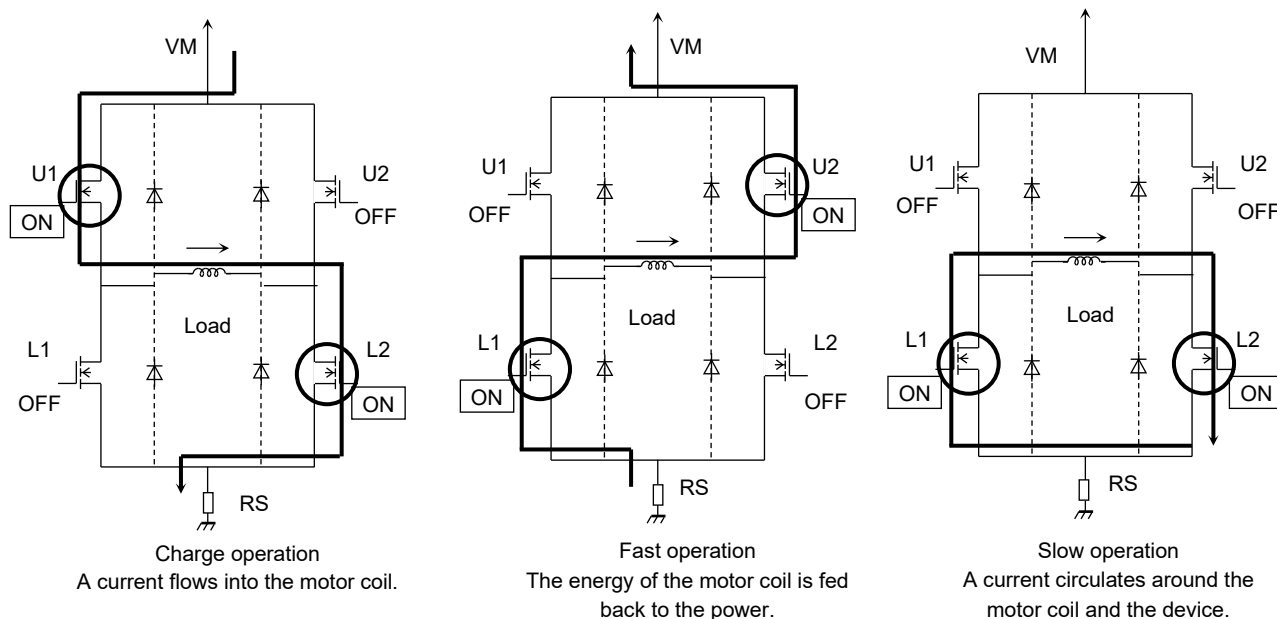 VM
U1
U2
ON
OFF
Load
L1
L2
OFF
ON
RS
Charge operation
A current flows into the motor coil.
VM
U1
U2
OFF
ON
Load
L1
L2
ON
OFF
RS
Fast operation
The energy of the motor coil is fed
back to the power.
VM
U1
U2
OFF
OFF
Load
L1
L2
ON
ON
RS
Slow operation
A current circulates around the
motor coil and the device.